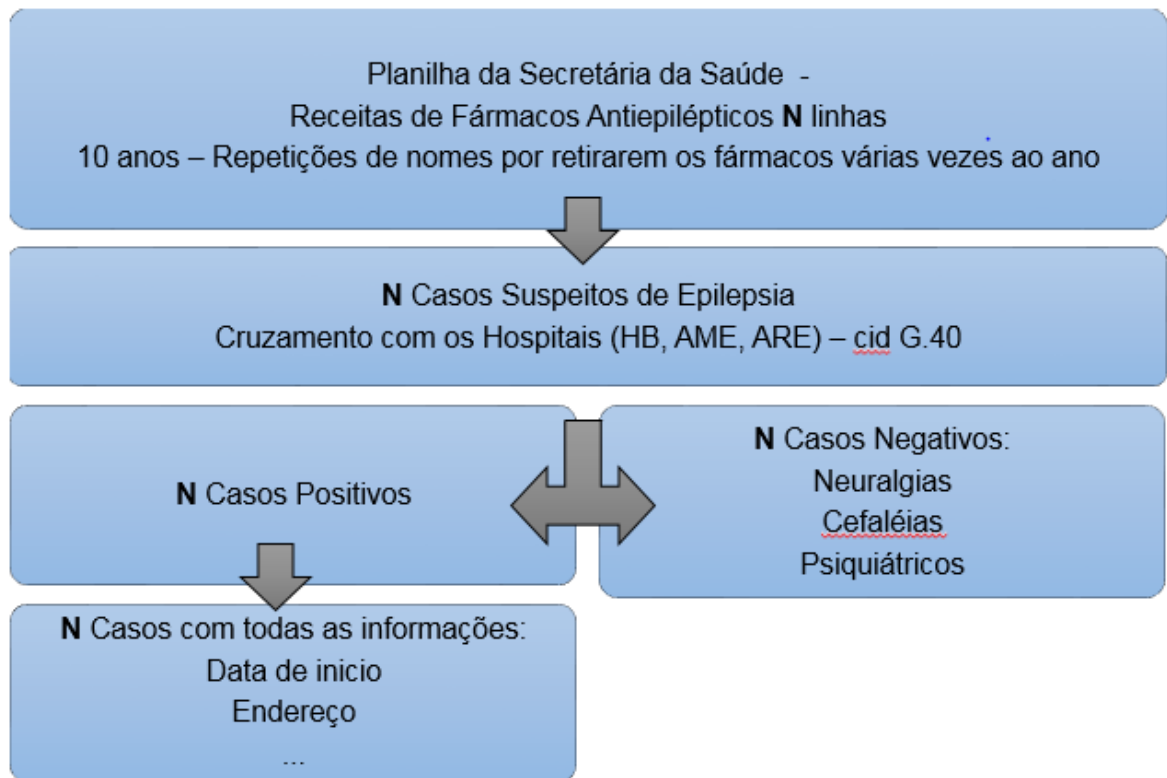 Planilha da Secretária da Saúde -
Receitas de Fármacos Antiepilépticos N linhas
10 anos – Repetições de nomes por retirarem os fármacos várias vezes ao ano
N Casos Suspeitos de Epilepsia
Cruzamento com os Hospitais (HB, AME, ARE) – cid G.40
N Casos Positivos
N Casos Negativos:
Neuralgias
Cefaléias
Psiquiátricos
N Casos com todas as informações:
Data de inicio
Endereço
...